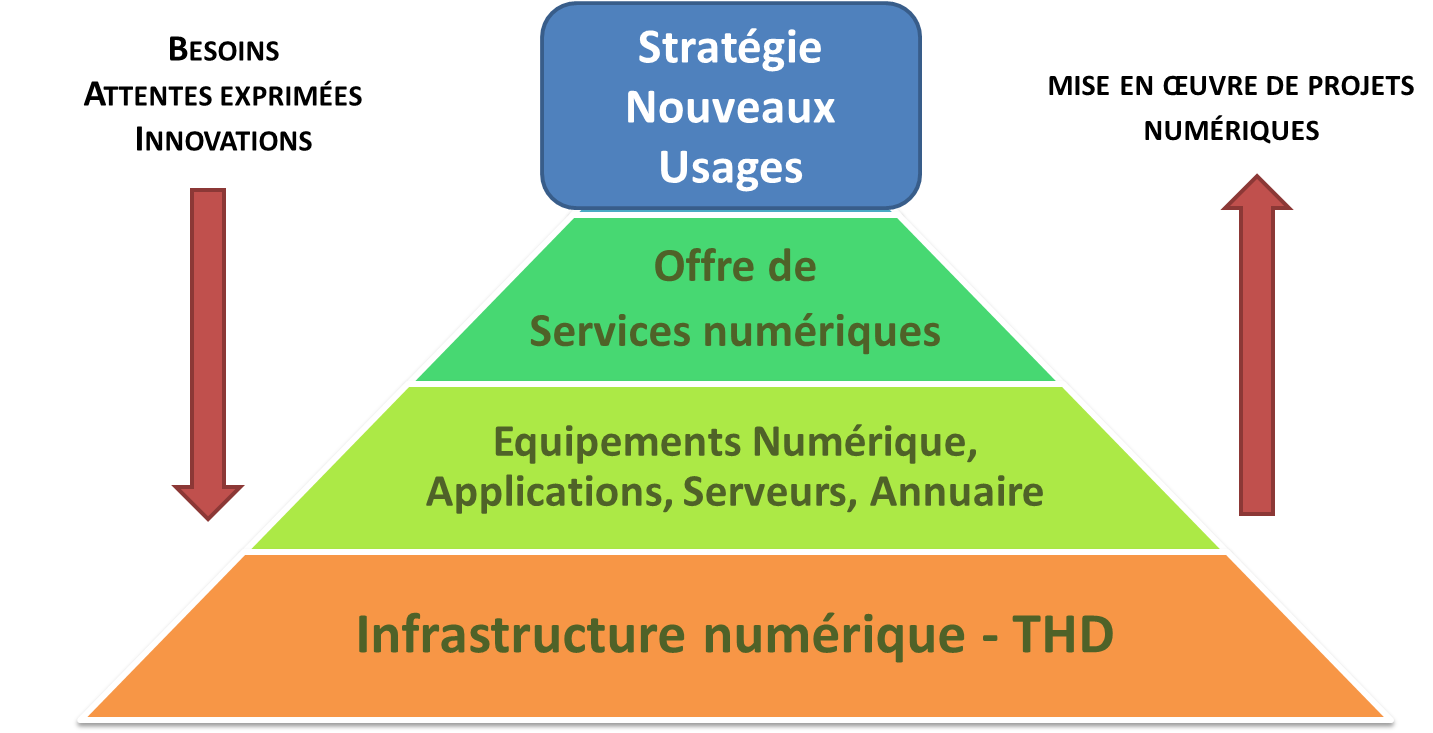 BESOINS
ATTENTES EXPRIMÉES
INNOVATIONS
Stratégie
Nouveaux
Usages
MISE EN ŒUVRE DE PROJETS
NUMÉRIQUES
Offre de
Services numériques
Equipements Numérique,
Applications, Serveurs, Annuaire
Infrastructure numérique - THD